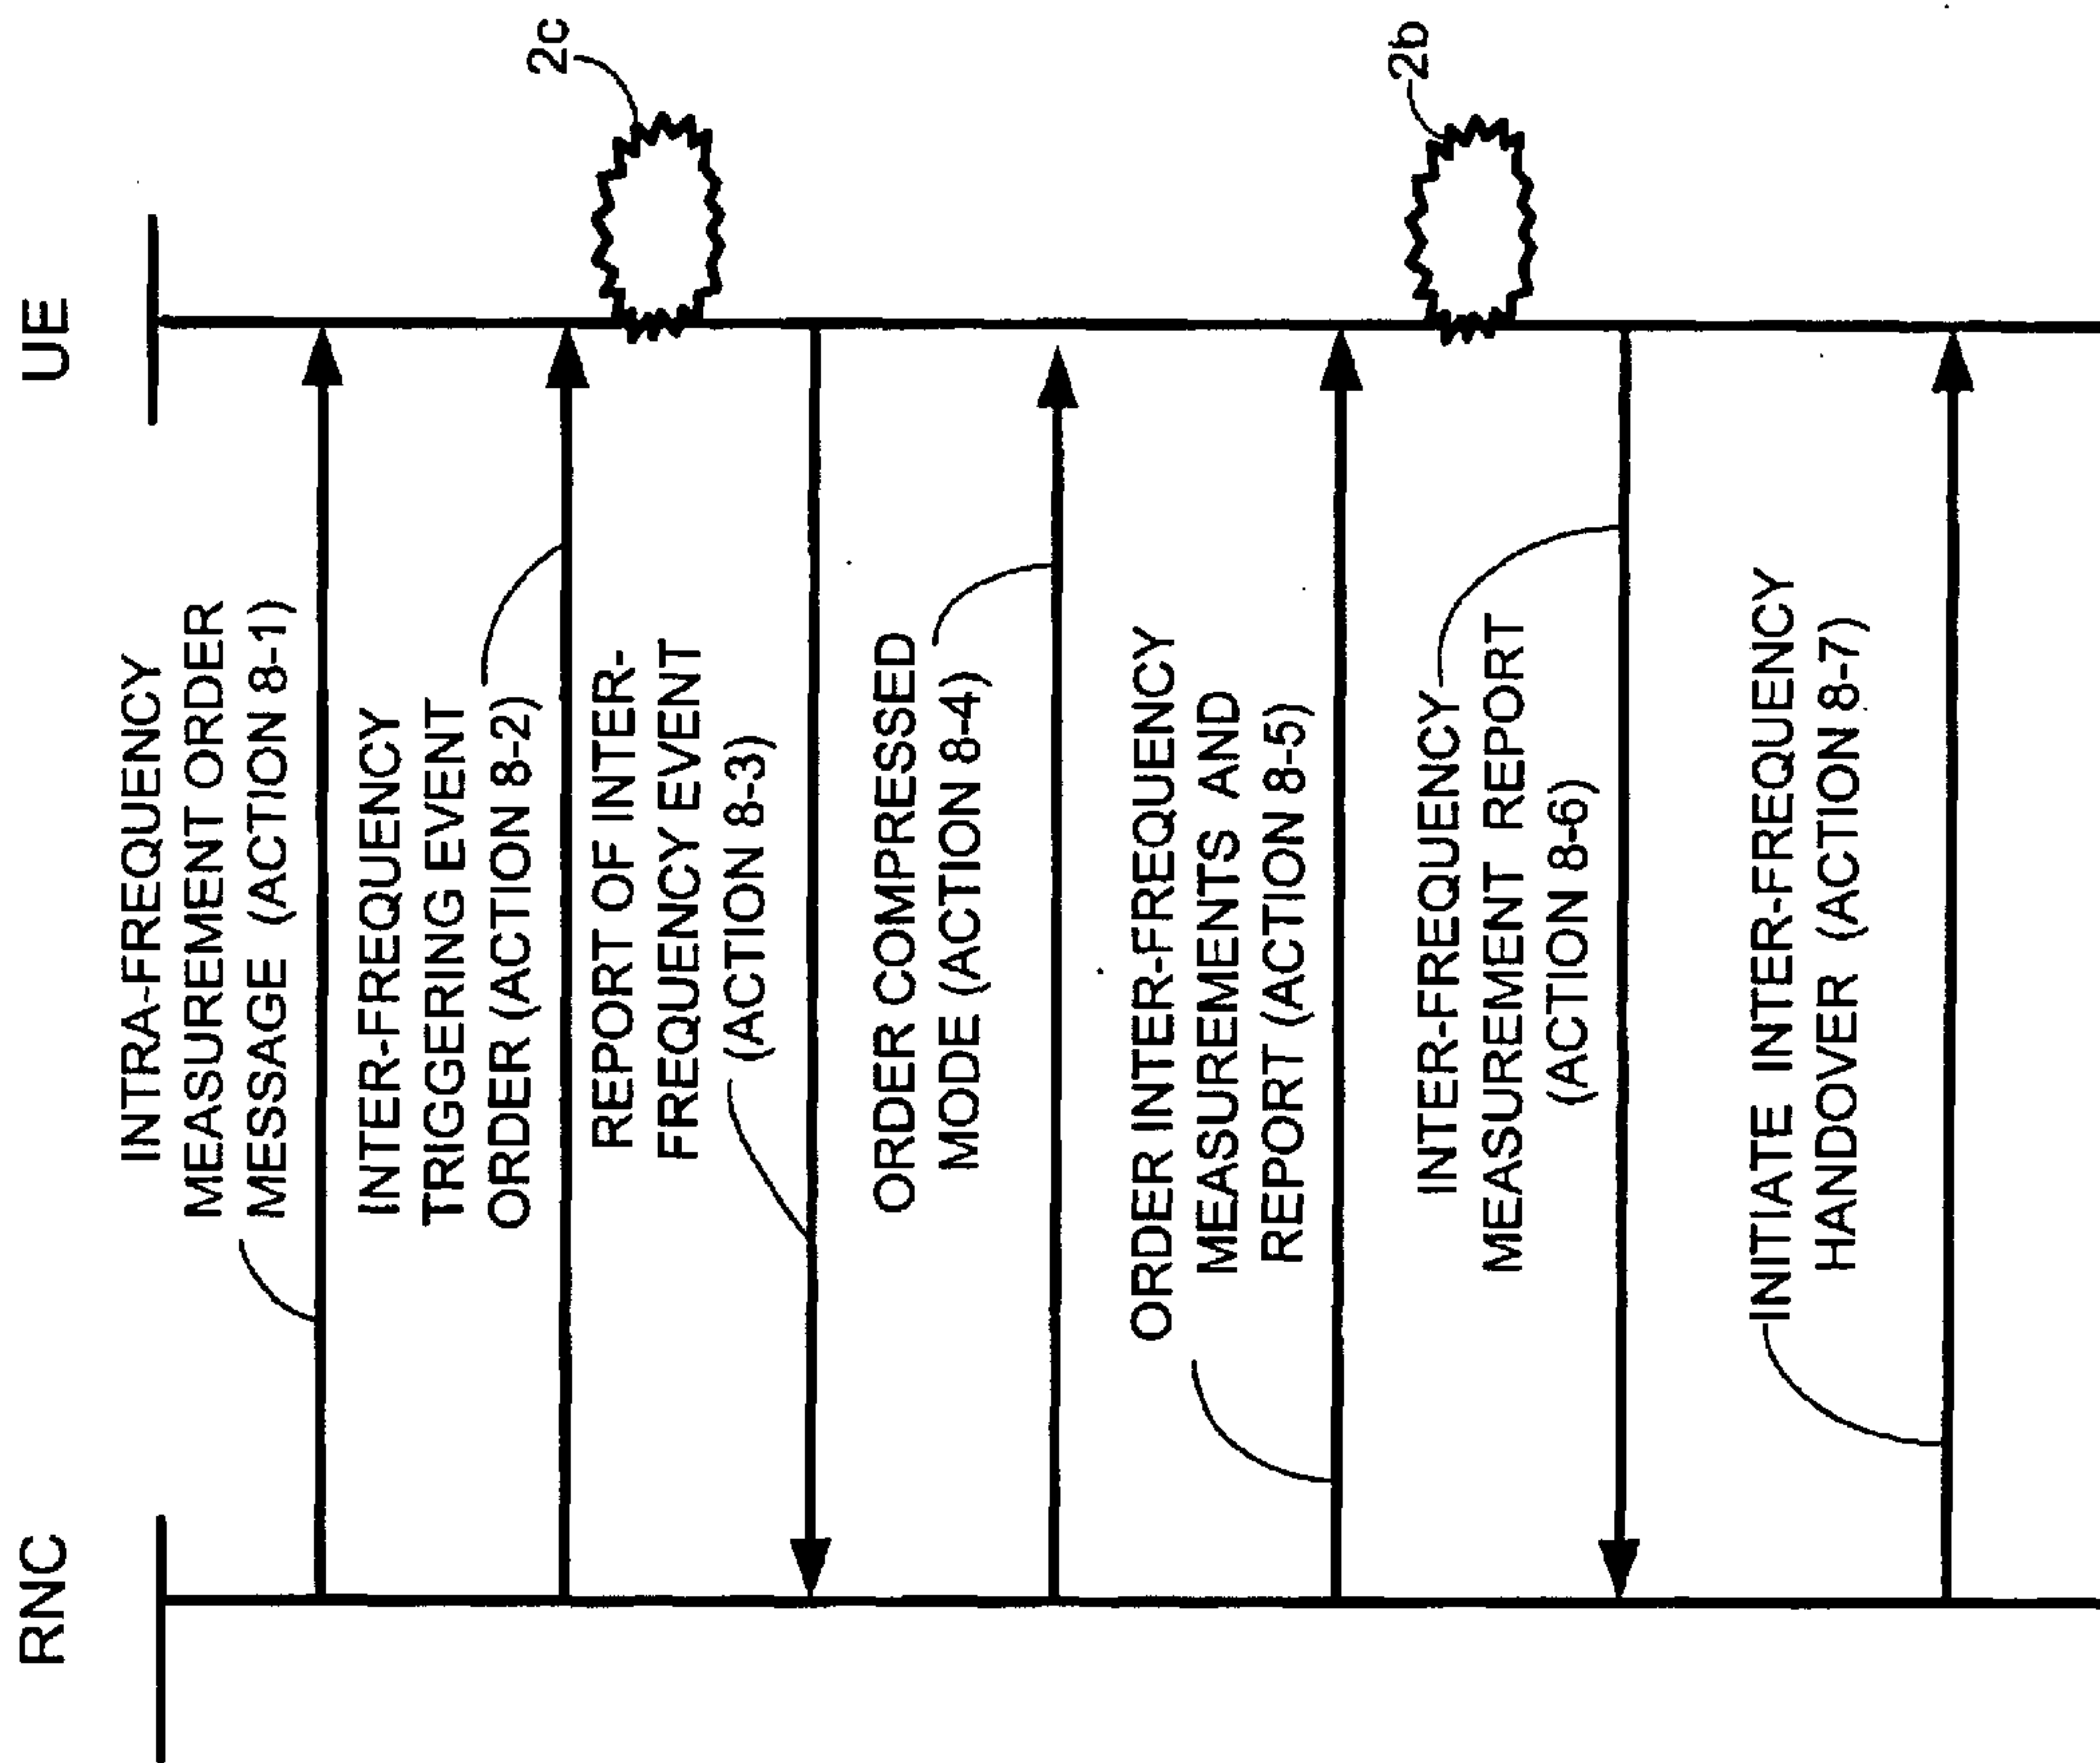 RNC
UE
INTRA-FREQUENCY
MEASUREMENT ORDER
MESSAGE (ACTION 8-1)
INTER-FREQUENCY
TRIGGERING EVENT
ORDER (ACTION 8-2)
2c
REPORT OF INTER-
FREQUENCY EVENT
(ACTION 8-3)
ORDER COMPRESSED
MODE (ACTION 8-4)
ORDER INTER-FREQUENCY
MEASUREMENTS AND
REPORT (ACTION 8-5)
2b
INTER-FREQUENCY
MEASUREMENT REPORT
(ACTION 8-6)
INITIATE INTER-FREQUENCY
HANDOVER (ACTION 8-7)